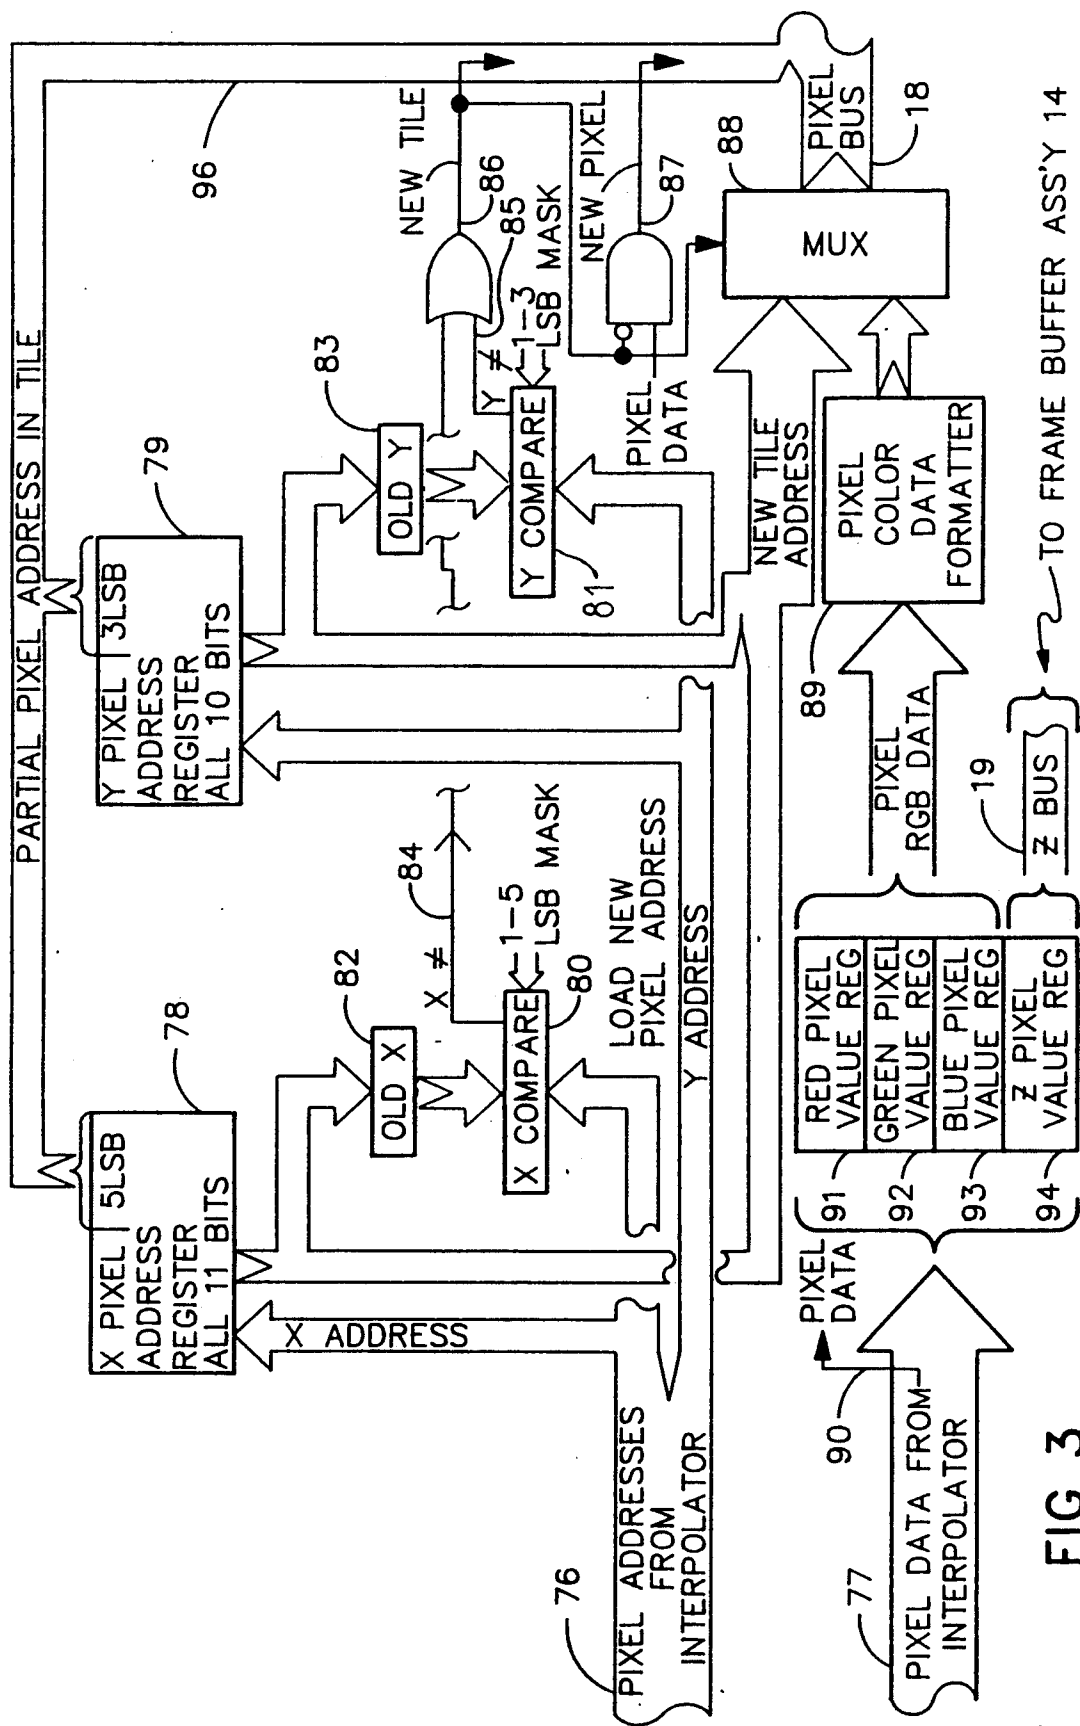 PARTIAL PIXEL ADDRESS IN TILE
96
78
X PIXEL 5LSB
ADDRESS
REGISTER
ALL 11 BITS
79
Y PIXEL 3LSB
ADDRESS
REGISTER
ALL 10 BITS
X ADDRESS
82
OLD X
X ≠
84
X COMPARE
1-5
LSB MASK
80
83
OLD Y
Y ≠
85
Y COMPARE
1-3
LSB MASK
81
NEW TILE
86
PIXEL
DATA
NEW PIXEL
87
LOAD NEW
PIXEL ADDRESS
Y ADDRESS
76
PIXEL ADDRESSES
FROM
INTERPOLATOR
NEW TILE
ADDRESS
88
MUX
PIXEL
BUS
18
77
PIXEL DATA FROM
INTERPOLATOR
90
PIXEL
DATA
91
RED PIXEL
VALUE REG
92
GREEN PIXEL
VALUE REG
93
BLUE PIXEL
VALUE REG
94
Z PIXEL
VALUE REG
PIXEL
RGB DATA
89
PIXEL
COLOR
DATA
FORMATTER
19
Z BUS
TO FRAME BUFFER ASS'Y 14
FIG 3